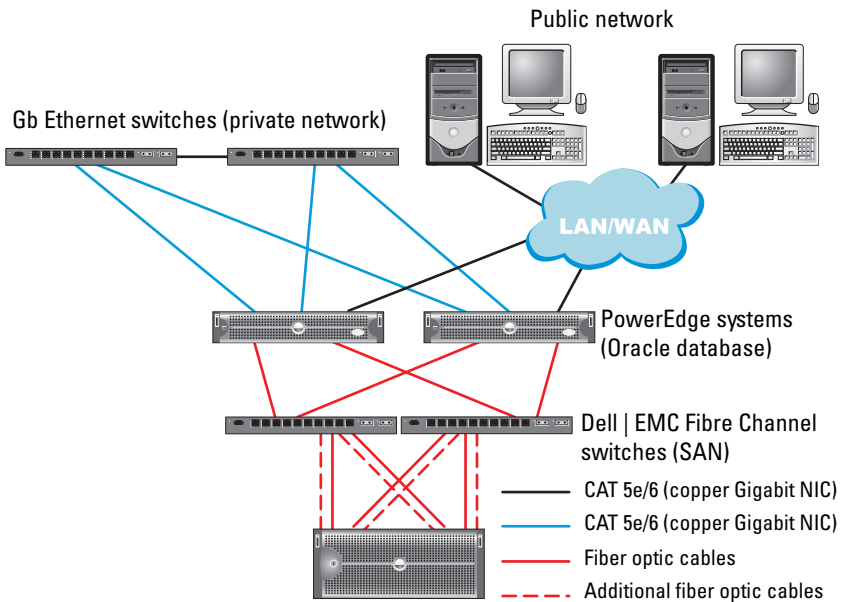 Public network
Gb Ethernet switches (private network)
LAN/WAN
PowerEdge systems
(Oracle database)
Dell | EMC Fibre Channel
switches (SAN)
CAT 5e/6 (copper Gigabit NIC)
CAT 5e/6 (copper Gigabit NIC)
Fiber optic cables
Additional fiber optic cables